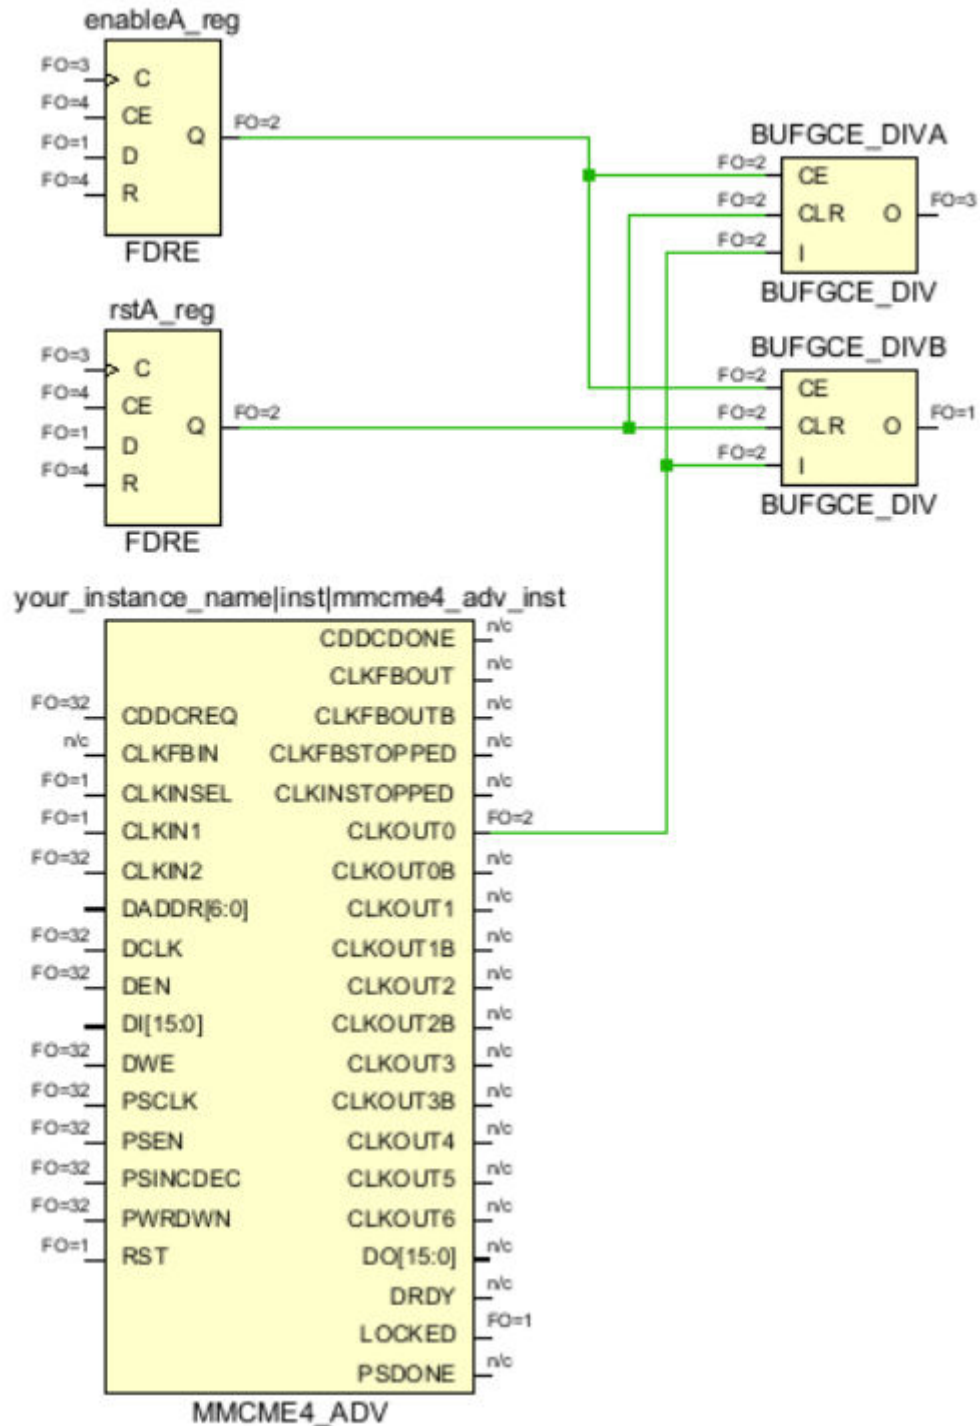 enableA_reg
FO=3 C
FO=4 CE
FO=1 D
FO=4 R
Q FO=2
FDRE
BUFGCE_DIVA
FO=2 CE
FO=2 CLR O FO=3
FO=2 I
BUFGCE_DIV
rstA_reg
FO=3 C
FO=4 CE
FO=1 D
FO=4 R
Q FO=2
FDRE
BUFGCE_DIVB
FO=2 CE
FO=2 CLR O FO=1
FO=2 I
BUFGCE_DIV
your_instance_name|inst|mmcme4_adv_inst
CDDCDONE n/c
CLKFBOUT n/c
FO=32 CDDCREQ CLKFBOUTB n/c
n/c CLKFBIN CLKFBSTOPPED n/c
FO=1 CLKINSEL CLKINSTOPPED n/c
FO=1 CLKIN1 CLKOUT0 FO=2
FO=32 CLKIN2 CLKOUT0B n/c
DADDR[6:0] CLKOUT1 n/c
FO=32 DCLK CLKOUT1B n/c
FO=32 DEN CLKOUT2 n/c
DI[15:0] CLKOUT2B n/c
FO=32 DWE CLKOUT3 n/c
FO=32 PSCLK CLKOUT3B n/c
FO=32 PSEN CLKOUT4 n/c
FO=32 PSINCDEC CLKOUT5 n/c
FO=32 PWRDWN CLKOUT6 n/c
FO=1 RST DO[15:0] n/c
DRDY n/c
LOCKED FO=1
PSDONE n/c
MMCME4_ADV